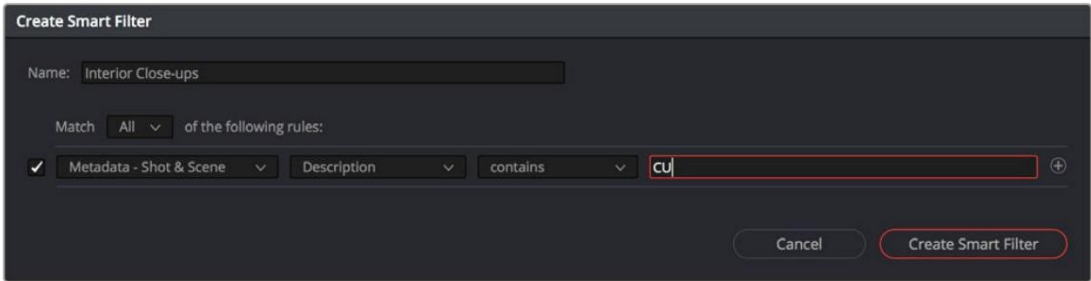 Create Smart Filter
Name: Interior Close-ups
Match All of the following rules:
Metadata - Shot & Scene Description contains CU
Cancel Create Smart Filter